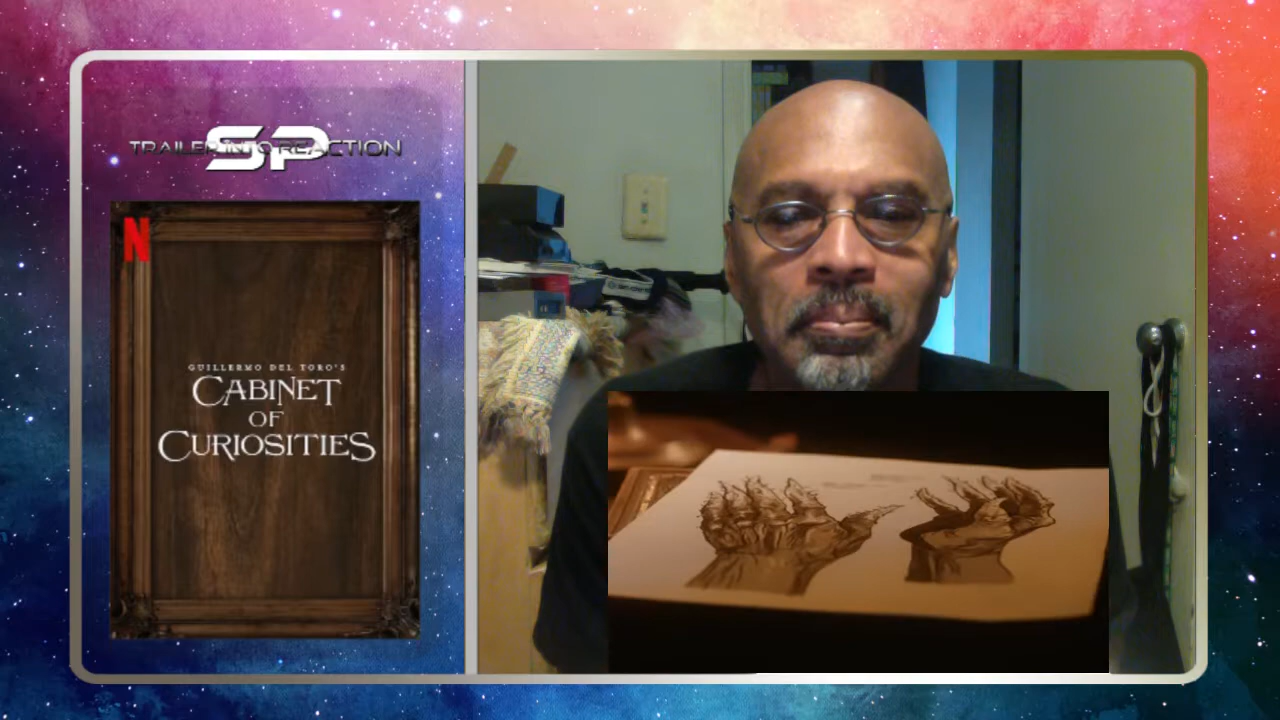 TRAILER INTO REACTION
SP
N
GUILLERMO DEL TORO'S
CABINET
OF
CURIOSITIES